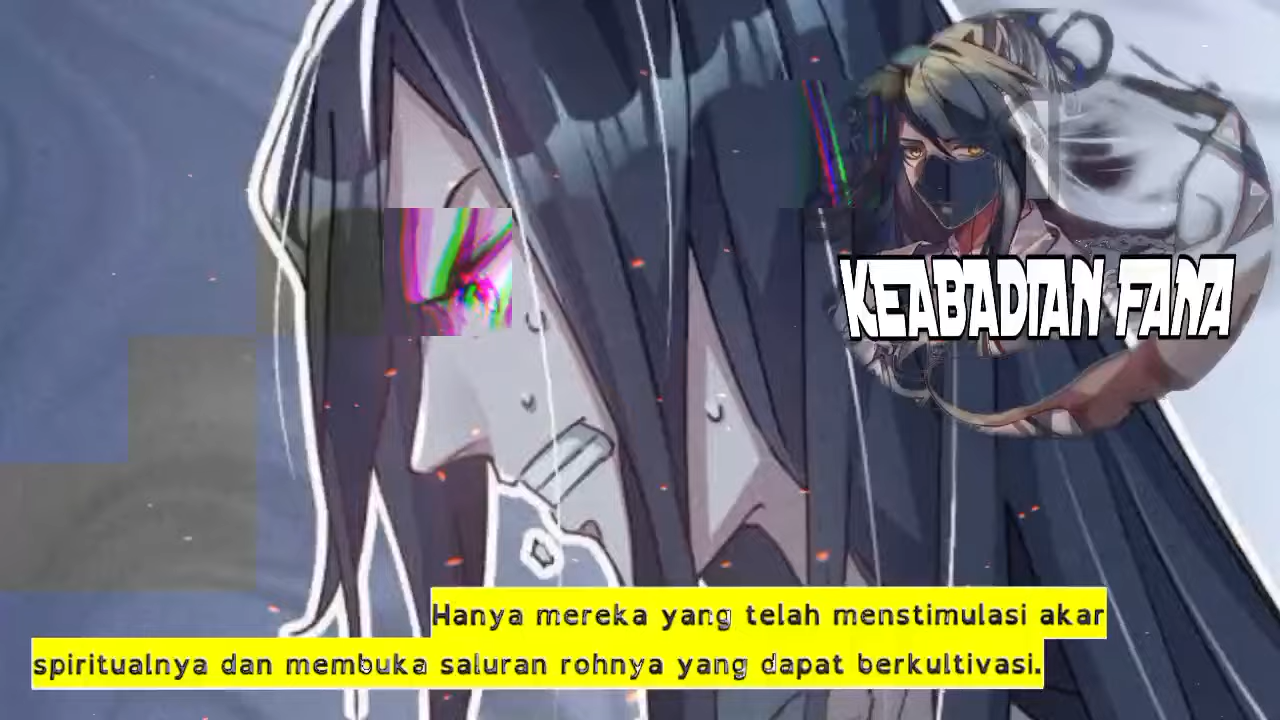 KEABADIAN FANA
Hanya mereka yang telah menstimulasi akar
spiritualnya dan membuka saluran rohnya yang dapat berkultivasi.